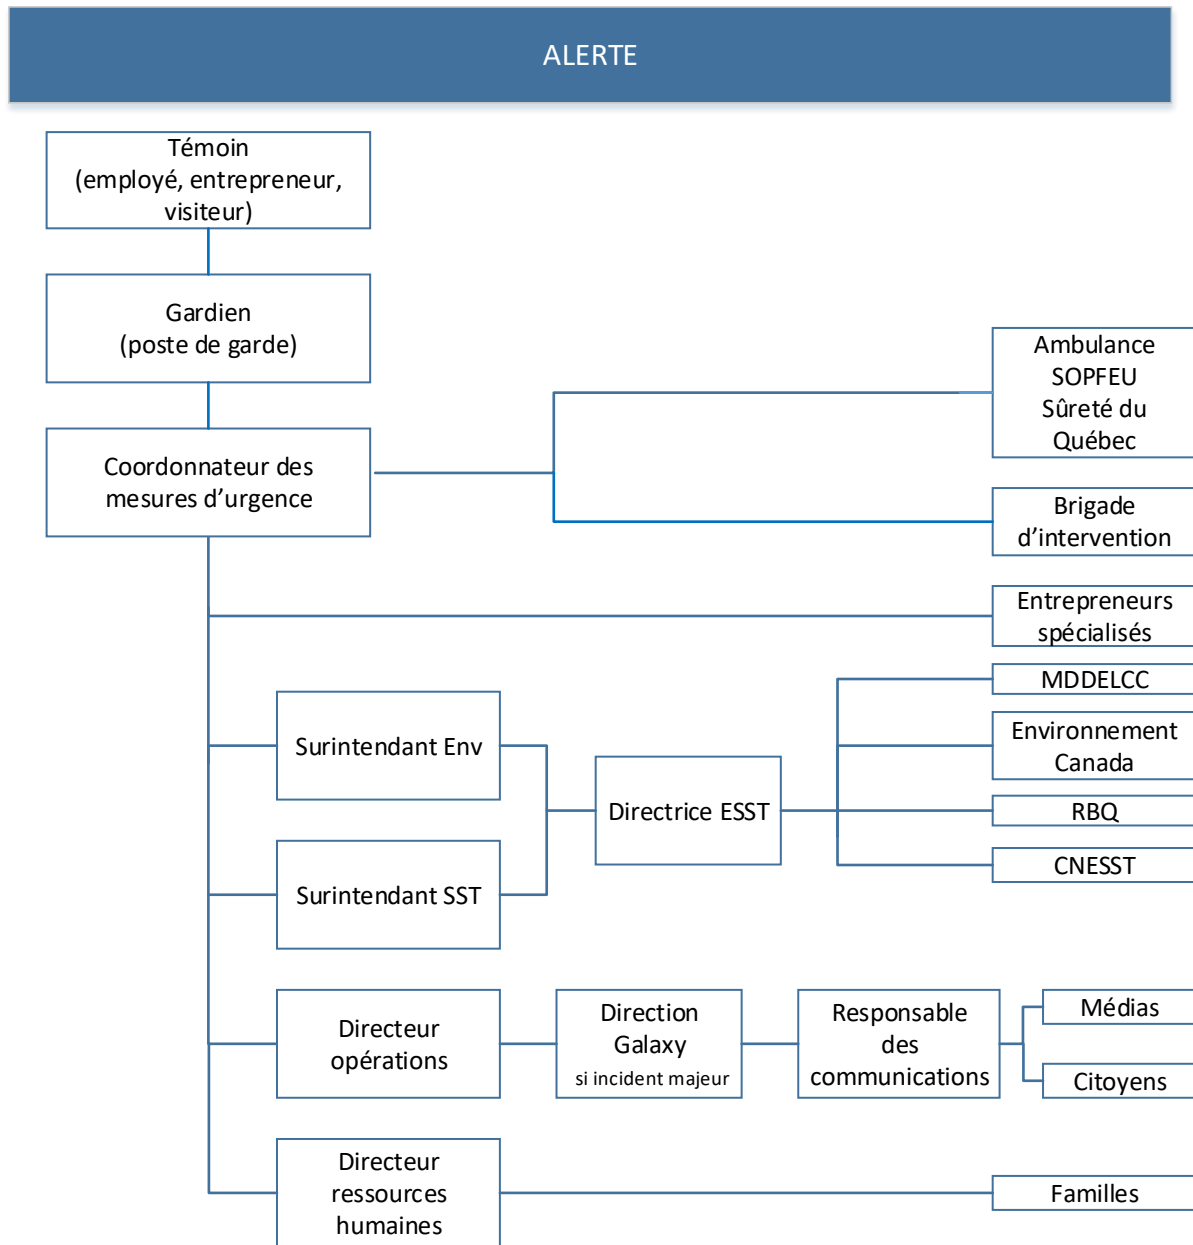 ALERTE
Témoin
(employé, entrepreneur,
visiteur)
Gardien
(poste de garde)
Coordonnateur des
mesures d’urgence
Ambulance
SOPFEU
Sûreté du
Québec
Brigade
d’intervention
Entrepreneurs
spécialisés
Surintendant Env
Surintendant SST
Directrice ESST
MDDELCC
Environnement
Canada
RBQ
CNESST
Directeur
opérations
Direction
Galaxy
si incident majeur
Responsable
des
communications
Médias
Citoyens
Directeur
ressources
humaines
Familles